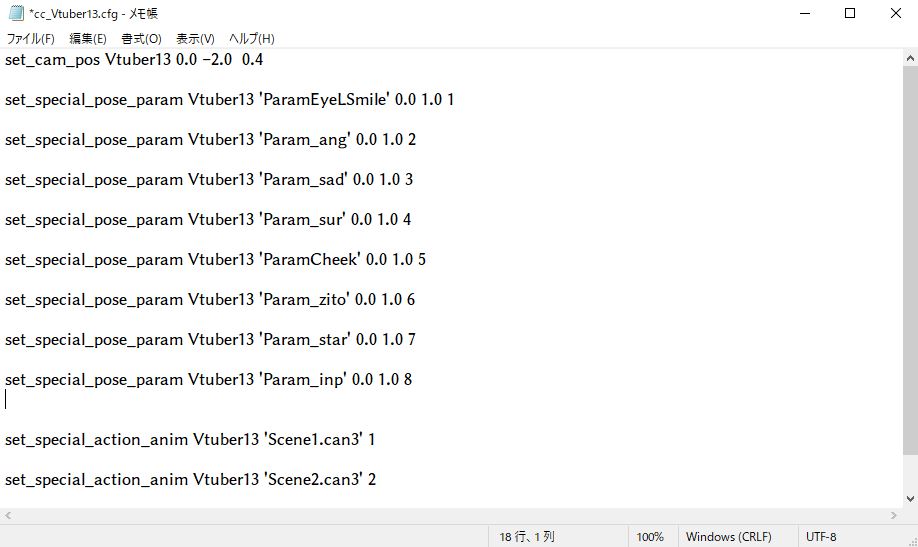 *cc_Vtuber13.cfg - メモ帳
ファイル(F) 編集(E) 書式(O) 表示(V) ヘルプ(H)
set_cam_pos Vtuber13 0.0 -2.0  0.4
set_special_pose_param Vtuber13 'ParamEyeLSmile' 0.0 1.0 1
set_special_pose_param Vtuber13 'Param_ang' 0.0 1.0 2
set_special_pose_param Vtuber13 'Param_sad' 0.0 1.0 3
set_special_pose_param Vtuber13 'Param_sur' 0.0 1.0 4
set_special_pose_param Vtuber13 'ParamCheek' 0.0 1.0 5
set_special_pose_param Vtuber13 'Param_zito' 0.0 1.0 6
set_special_pose_param Vtuber13 'Param_star' 0.0 1.0 7
set_special_pose_param Vtuber13 'Param_inp' 0.0 1.0 8
set_special_action_anim Vtuber13 'Scene1.can3' 1
set_special_action_anim Vtuber13 'Scene2.can3' 2
18 行、1 列 100% Windows (CRLF) UTF-8